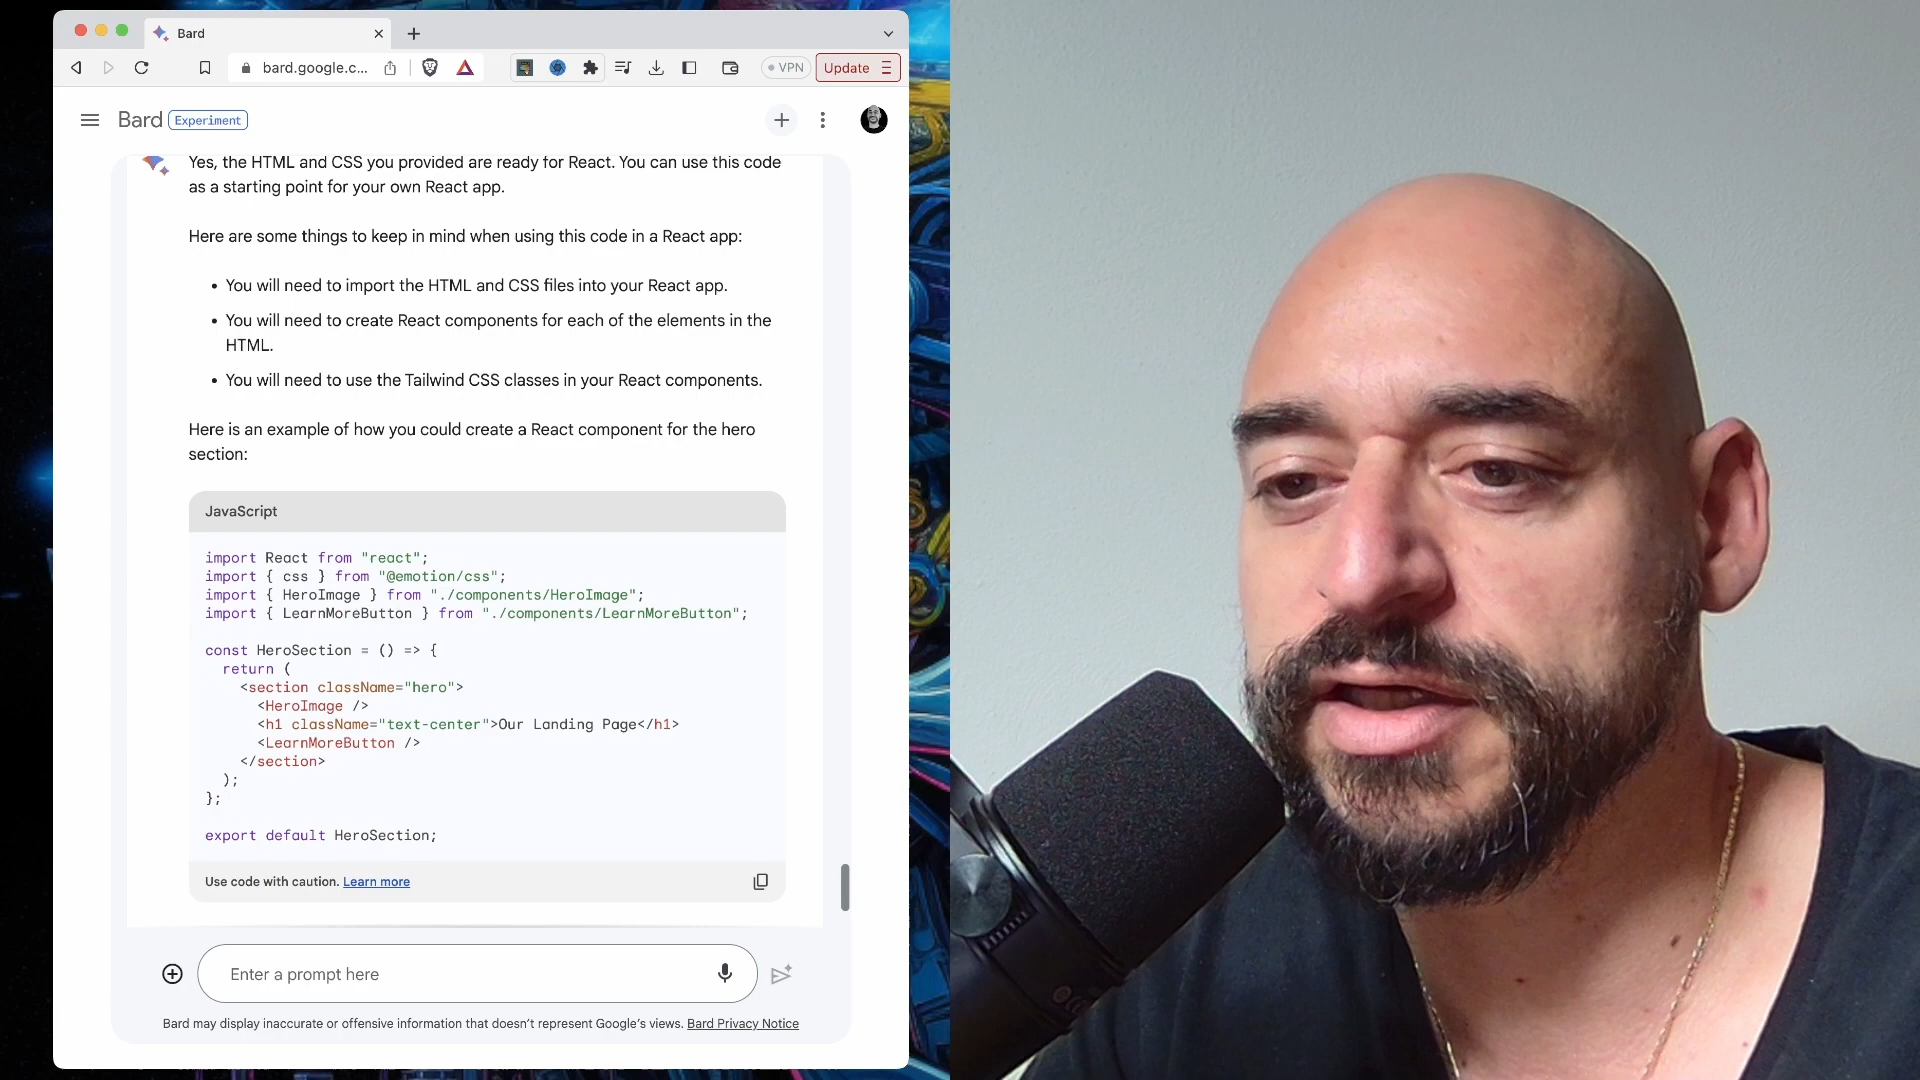 Bard
bard.google.c...
VPN
Update
Bard Experiment
Yes, the HTML and CSS you provided are ready for React. You can use this code
as a starting point for your own React app.
Here are some things to keep in mind when using this code in a React app:
• You will need to import the HTML and CSS files into your React app.
• You will need to create React components for each of the elements in the
HTML.
• You will need to use the Tailwind CSS classes in your React components.
Here is an example of how you could create a React component for the hero
section:
JavaScript
import React from "react";
import { css } from "@emotion/css";
import { HeroImage } from "./components/HeroImage";
import { LearnMoreButton } from "./components/LearnMoreButton";
const HeroSection = () => {
return (
<section className="hero">
<HeroImage />
<h1 className="text-center">Our Landing Page</h1>
<LearnMoreButton />
</section>
);
};
export default HeroSection;
Use code with caution. Learn more
Enter a prompt here
Bard may display inaccurate or offensive information that doesn't represent Google's views. Bard Privacy Notice